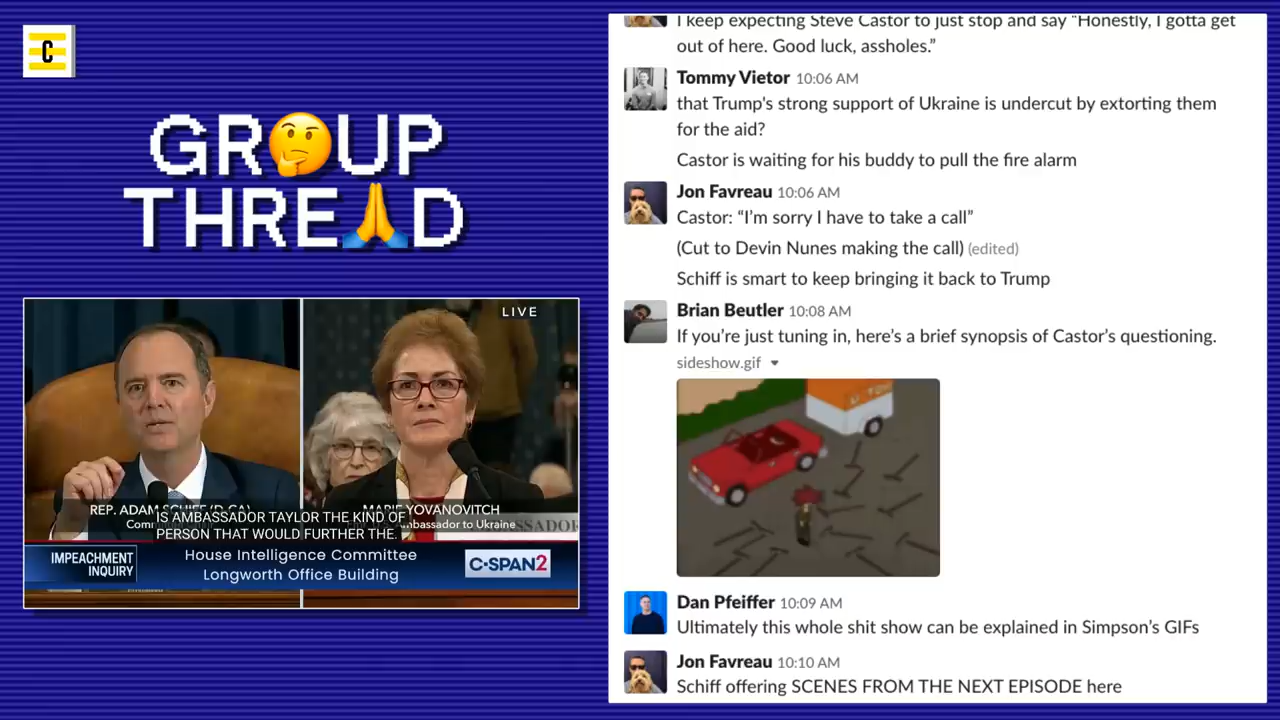 C
GR🤔UP
THRE🙏D
LIVE
REP. ADAM SCHIFF (D-CA)
MARIE YOVANOVITCH
Ambassador to Ukraine
IS AMBASSADOR TAYLOR THE KIND OF
PERSON THAT WOULD FURTHER THE.
IMPEACHMENT
INQUIRY
House Intelligence Committee
Longworth Office Building
C-SPAN2
I keep expecting Steve Castor to just stop and say “Honestly, I gotta get
out of here. Good luck, assholes.”
Tommy Vietor 10:06 AM
that Trump's strong support of Ukraine is undercut by extorting them
for the aid?
Castor is waiting for his buddy to pull the fire alarm
Jon Favreau 10:06 AM
Castor: “I’m sorry I have to take a call”
(Cut to Devin Nunes making the call) (edited)
Schiff is smart to keep bringing it back to Trump
Brian Beutler 10:08 AM
If you’re just tuning in, here’s a brief synopsis of Castor’s questioning.
sideshow.gif
Dan Pfeiffer 10:09 AM
Ultimately this whole shit show can be explained in Simpson’s GIFs
Jon Favreau 10:10 AM
Schiff offering SCENES FROM THE NEXT EPISODE here